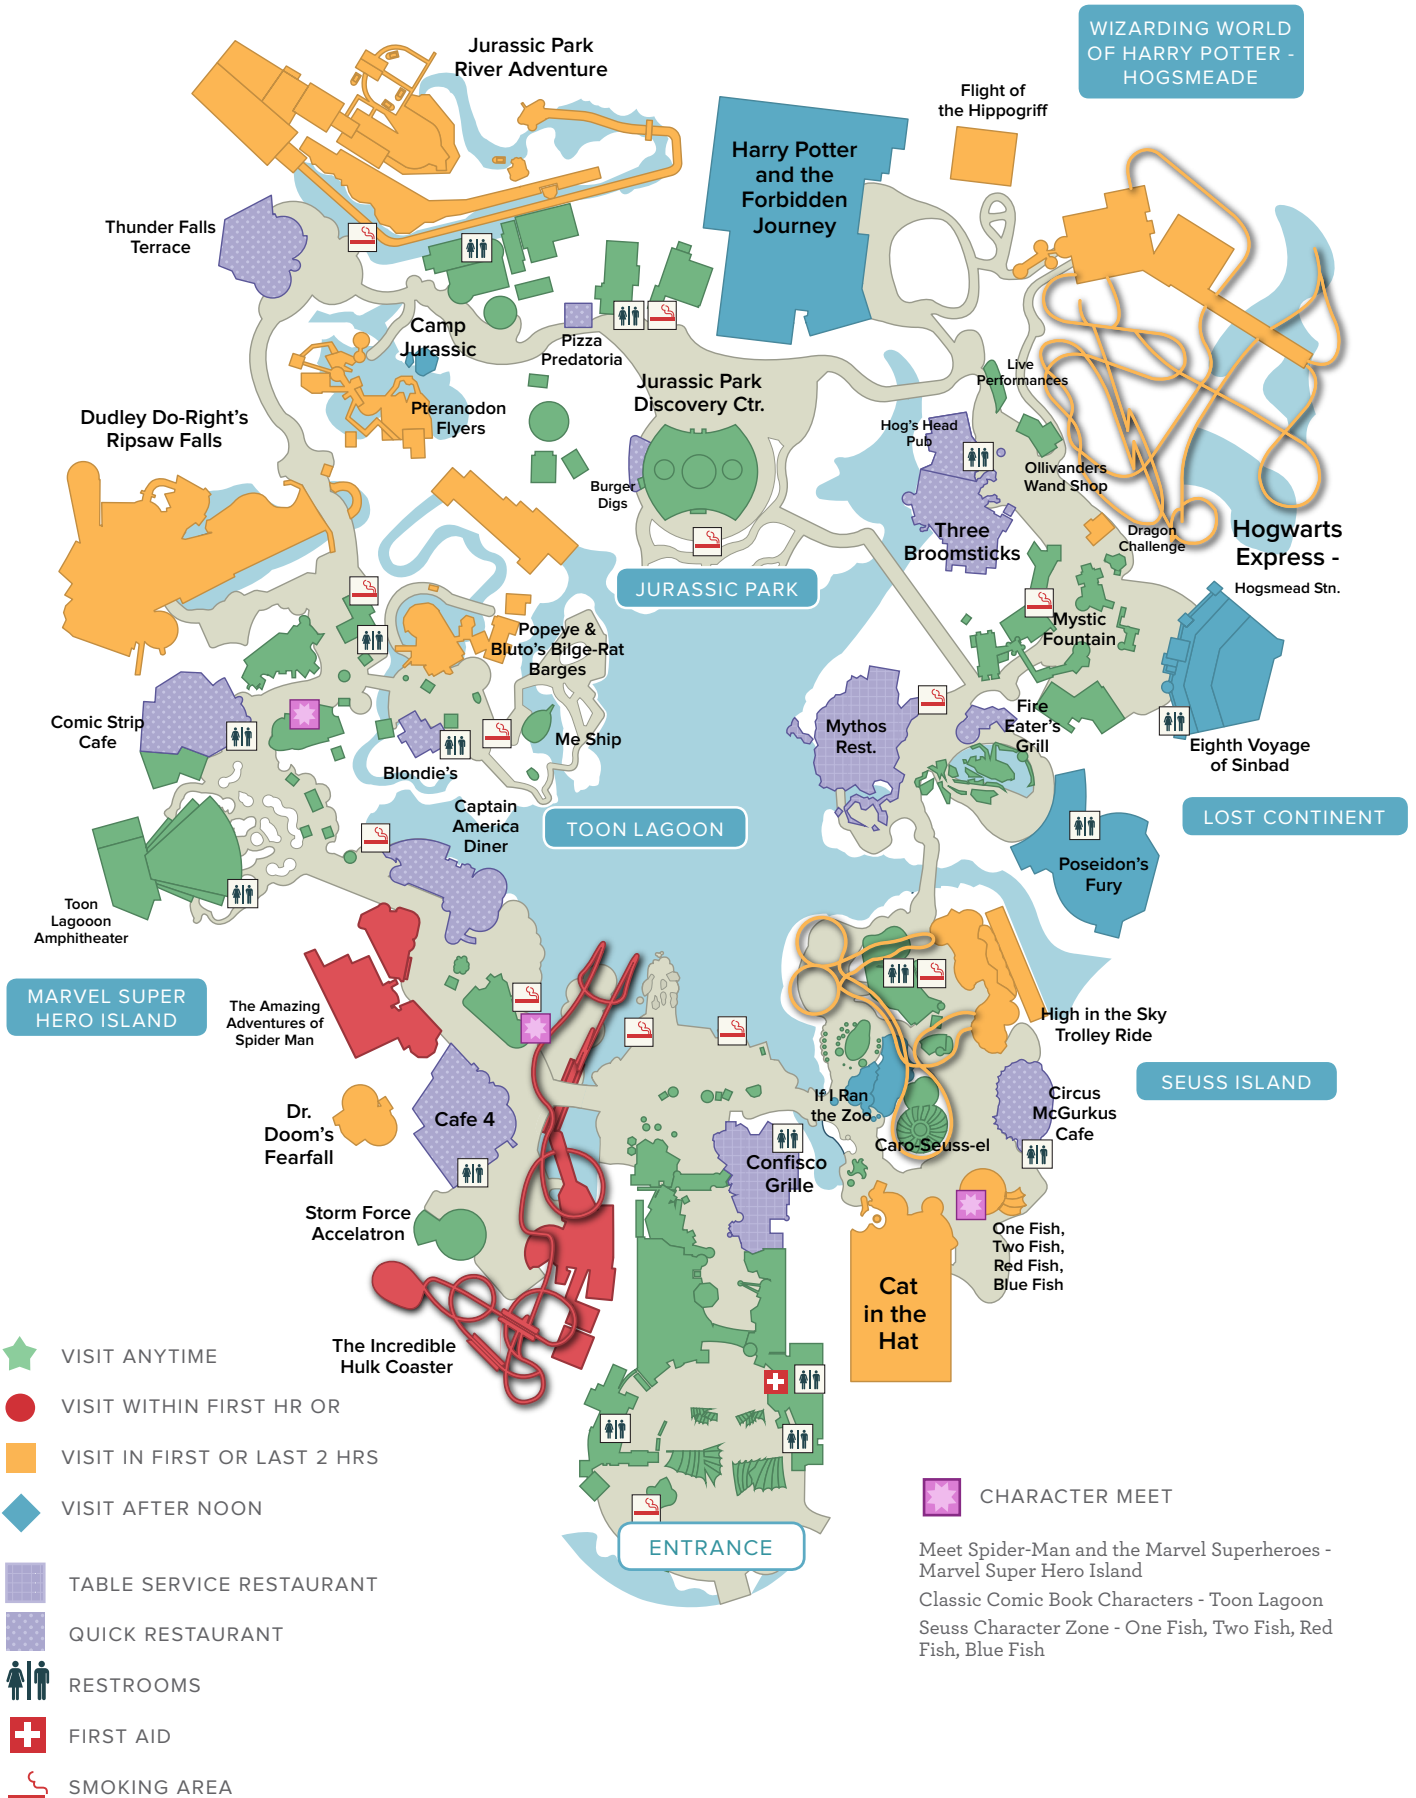 WIZARDING WORLD
OF HARRY POTTER -
HOGSMEADE
Jurassic Park
River Adventure
Flight of
the Hippogriff
Harry Potter
and the
Forbidden
Journey
Thunder Falls
Terrace
Camp
Jurassic
Pizza
Predatoria
Live
Performances
Jurassic Park
Discovery Ctr.
Pteranodon
Flyers
Dudley Do-Right's
Ripsaw Falls
Hog's Head
Pub
Ollivanders
Wand Shop
Burger
Digs
Three
Broomsticks
Dragon
Challenge
Hogwarts
Express -
Hogsmead Stn.
JURASSIC PARK
Mystic
Fountain
Popeye &
Bluto's Bilge-Rat
Barges
Comic Strip
Cafe
Me Ship
Blondie's
Mythos
Rest.
Fire
Eater's
Grill
Eighth Voyage
of Sinbad
Captain
America
Diner
TOON LAGOON
LOST CONTINENT
Poseidon's
Fury
Toon
Lagooon
Amphitheater
MARVEL SUPER
HERO ISLAND
The Amazing
Adventures of
Spider Man
High in the Sky
Trolley Ride
SEUSS ISLAND
If I Ran
the Zoo
Circus
McGurkus
Cafe
Caro-Seuss-el
Dr.
Doom's
Fearfall
Cafe 4
Confisco
Grille
Storm Force
Accelatron
One Fish,
Two Fish,
Red Fish,
Blue Fish
Cat
in the
Hat
The Incredible
Hulk Coaster
VISIT ANYTIME
VISIT WITHIN FIRST HR OR
VISIT IN FIRST OR LAST 2 HRS
VISIT AFTER NOON
TABLE SERVICE RESTAURANT
QUICK RESTAURANT
RESTROOMS
FIRST AID
SMOKING AREA
ENTRANCE
CHARACTER MEET
Meet Spider-Man and the Marvel Superheroes -
Marvel Super Hero Island
Classic Comic Book Characters - Toon Lagoon
Seuss Character Zone - One Fish, Two Fish, Red
Fish, Blue Fish